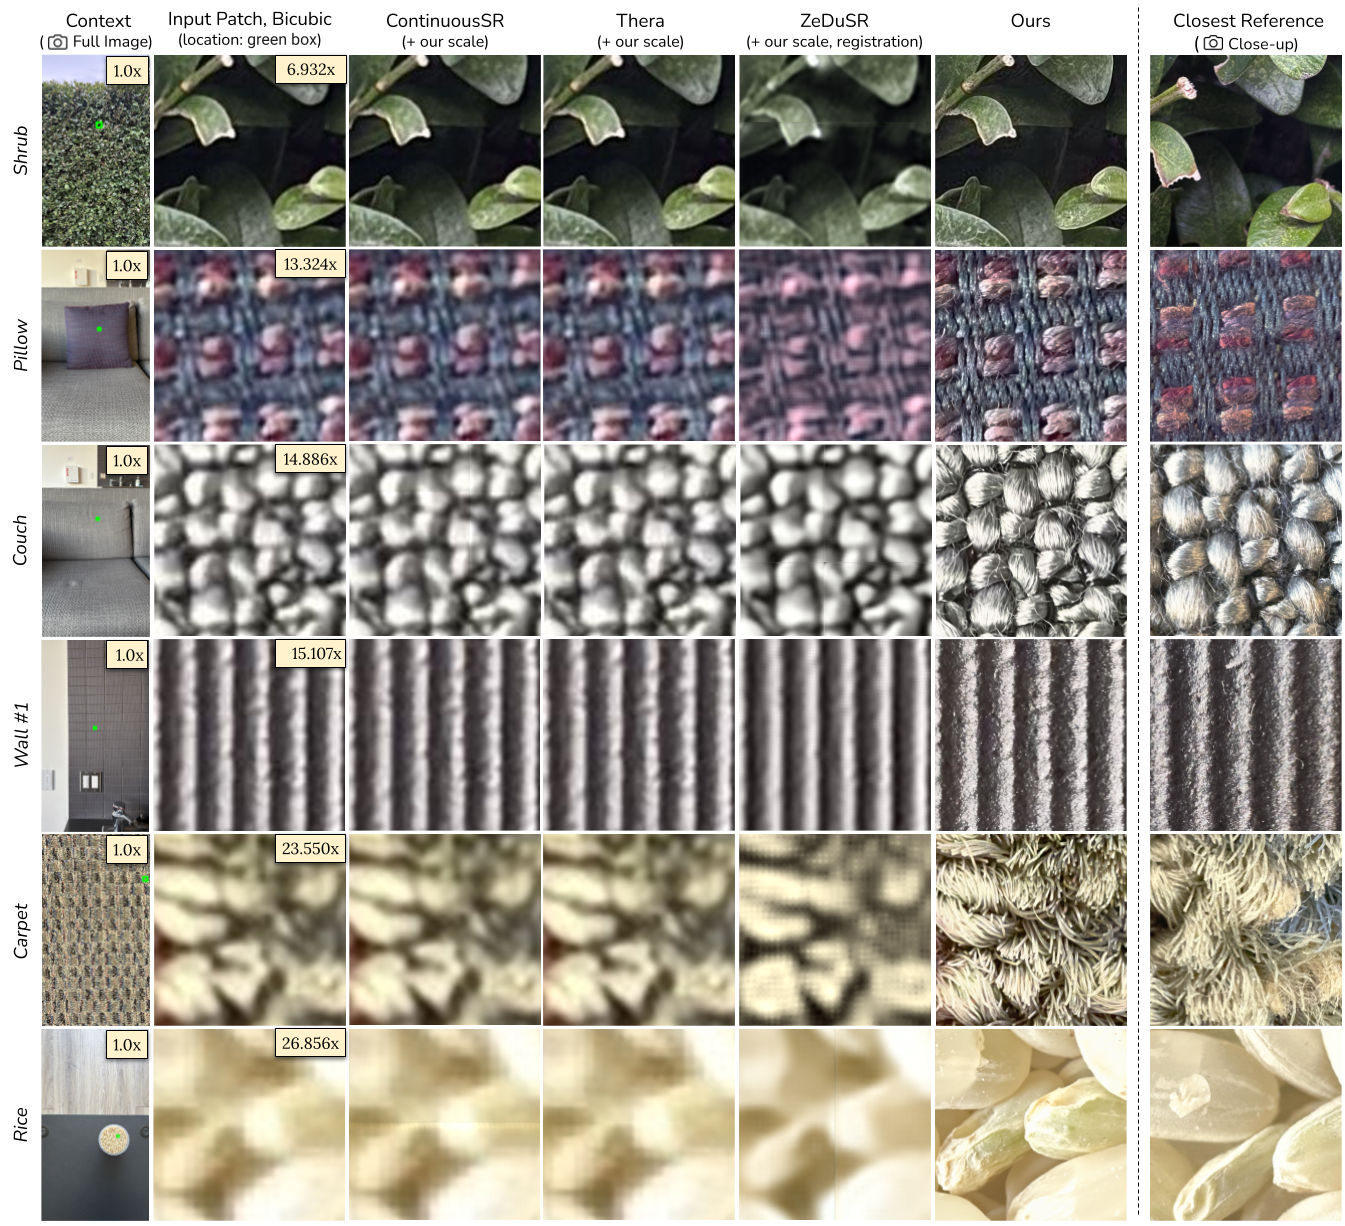 Context
( Full Image)
Input Patch, Bicubic
(location: green box)
ContinuousSR
(+ our scale)
Thera
(+ our scale)
ZeDuSR
(+ our scale, registration)
Ours
Closest Reference
( Close-up)
Shrub
1.0x
6.932x
Pillow
1.0x
13.324x
Couch
1.0x
14.886x
Wall #1
1.0x
15.107x
Carpet
1.0x
23.550x
Rice
1.0x
26.856x